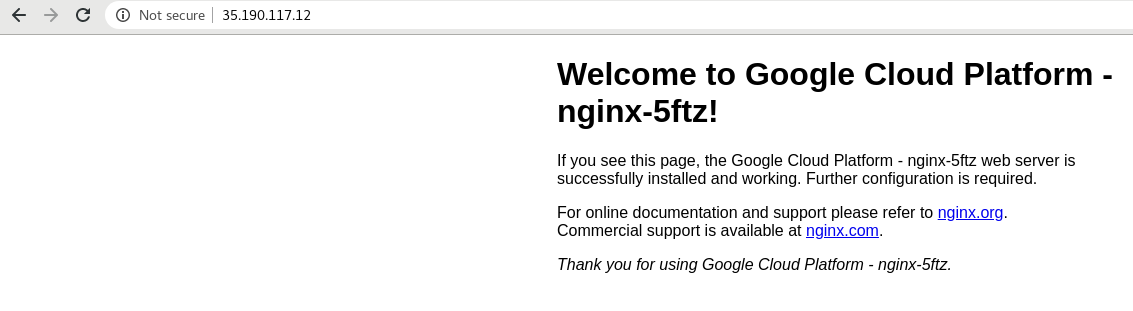 Not secure | 35.190.117.12
Welcome to Google Cloud Platform -
nginx-5ftz!
If you see this page, the Google Cloud Platform - nginx-5ftz web server is
successfully installed and working. Further configuration is required.
For online documentation and support please refer to nginx.org.
Commercial support is available at nginx.com.
Thank you for using Google Cloud Platform - nginx-5ftz.